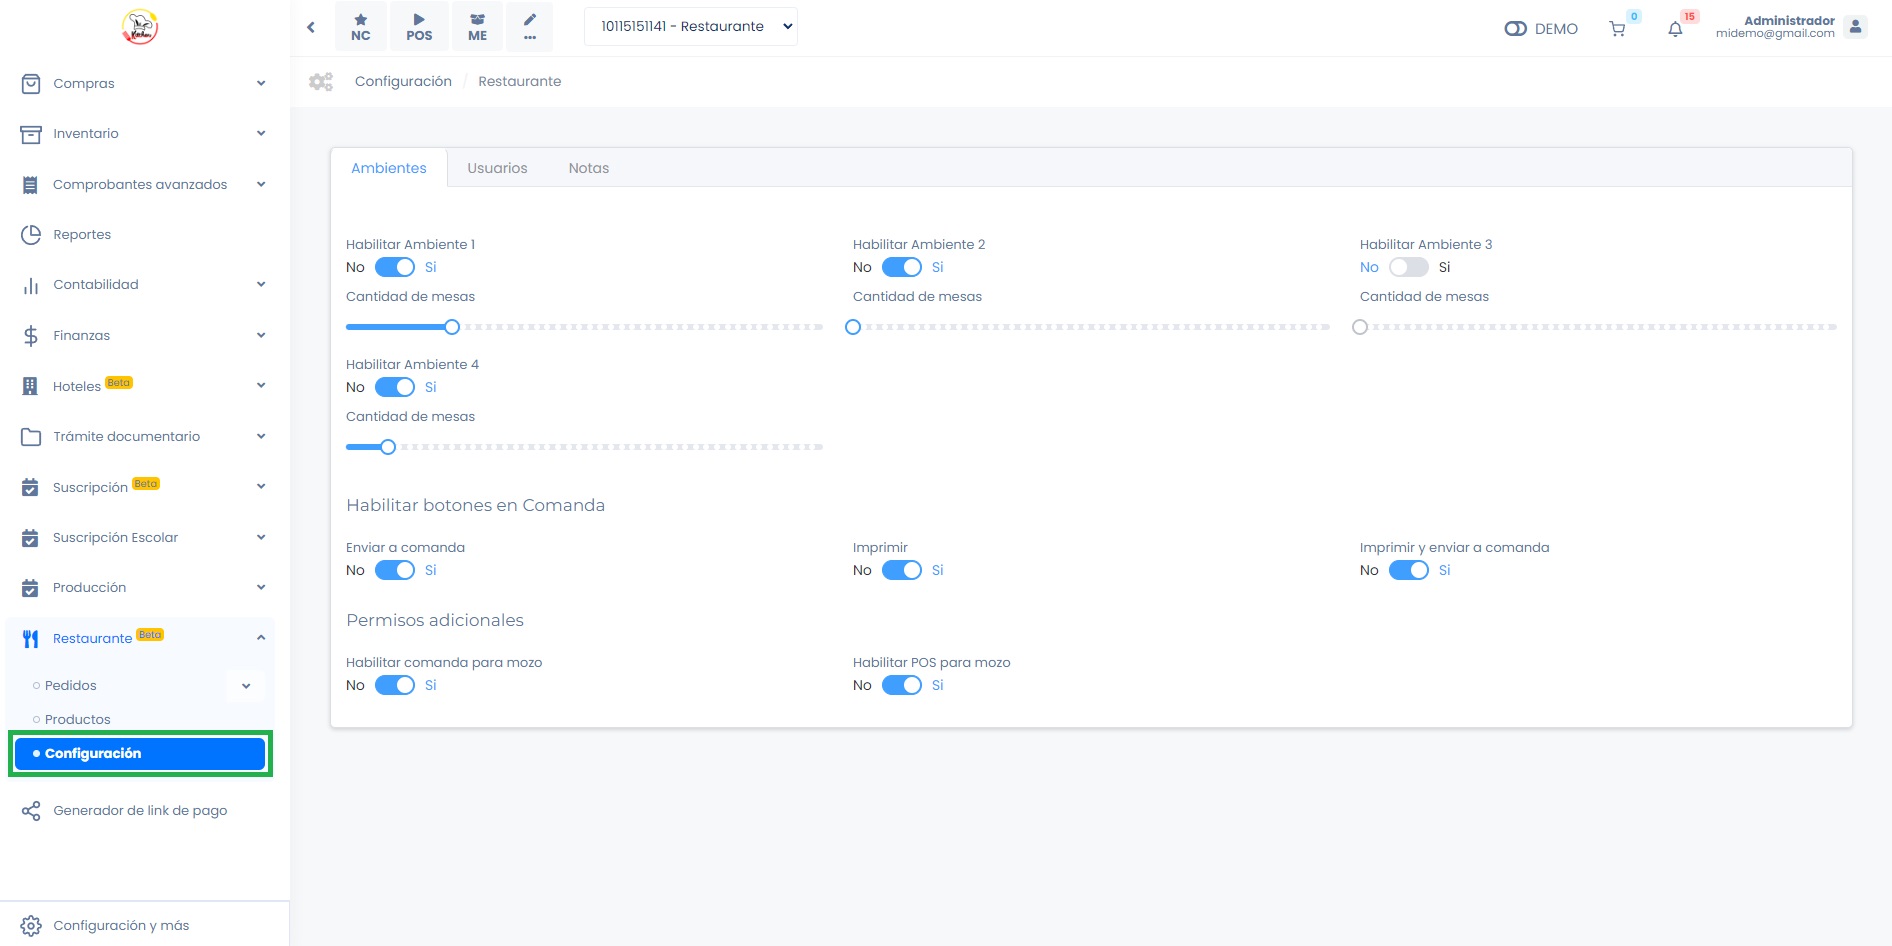 NC
POS
ME
...
10115151141 - Restaurante
DEMO
0
15
Administrador
midemo@gmail.com
Compras
Inventario
Comprobantes avanzados
Reportes
Contabilidad
Finanzas
Hoteles Beta
Trámite documentario
Suscripción Beta
Suscripción Escolar
Producción
Restaurante Beta
Pedidos
Productos
Configuración
Generador de link de pago
Configuración y más
Configuración / Restaurante
Ambientes
Usuarios
Notas
Habilitar Ambiente 1
No Si
Cantidad de mesas
Habilitar Ambiente 2
No Si
Cantidad de mesas
Habilitar Ambiente 3
No Si
Cantidad de mesas
Habilitar Ambiente 4
No Si
Cantidad de mesas
Habilitar botones en Comanda
Enviar a comanda
No Si
Imprimir
No Si
Imprimir y enviar a comanda
No Si
Permisos adicionales
Habilitar comanda para mozo
No Si
Habilitar POS para mozo
No Si